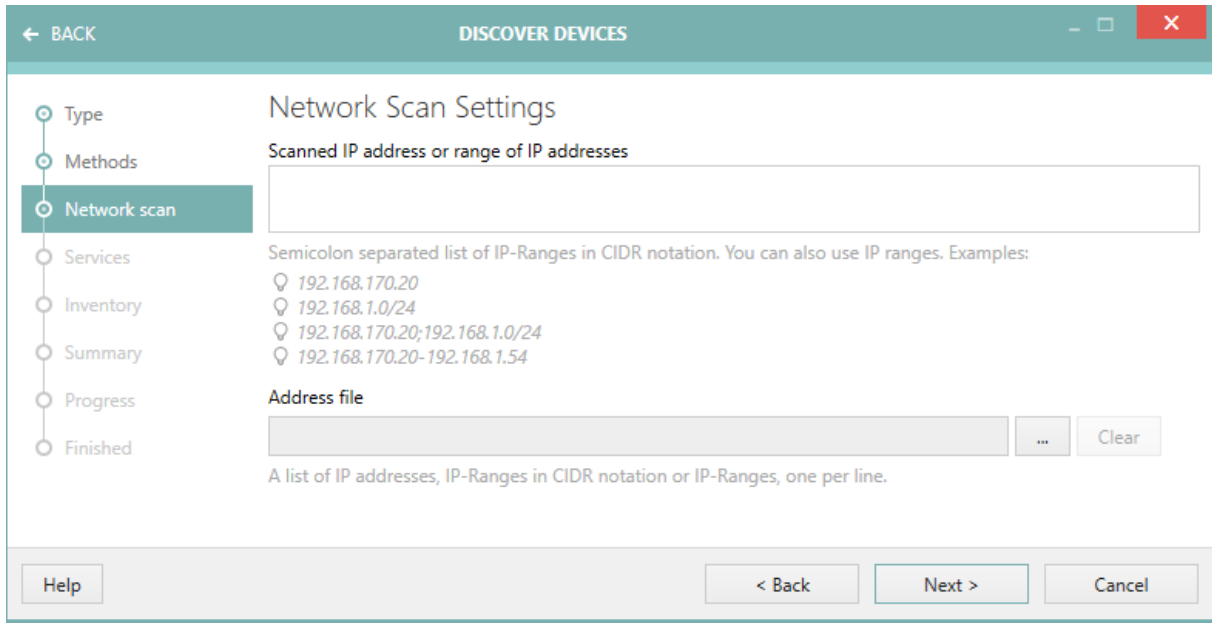 ← BACK
DISCOVER DEVICES
Type
Methods
Network scan
Services
Inventory
Summary
Progress
Finished
Network Scan Settings
Scanned IP address or range of IP addresses
Semicolon separated list of IP-Ranges in CIDR notation. You can also use IP ranges. Examples:
192.168.170.20
192.168.1.0/24
192.168.170.20;192.168.1.0/24
192.168.170.20-192.168.1.54
Address file
...
Clear
A list of IP addresses, IP-Ranges in CIDR notation or IP-Ranges, one per line.
Help
< Back
Next >
Cancel